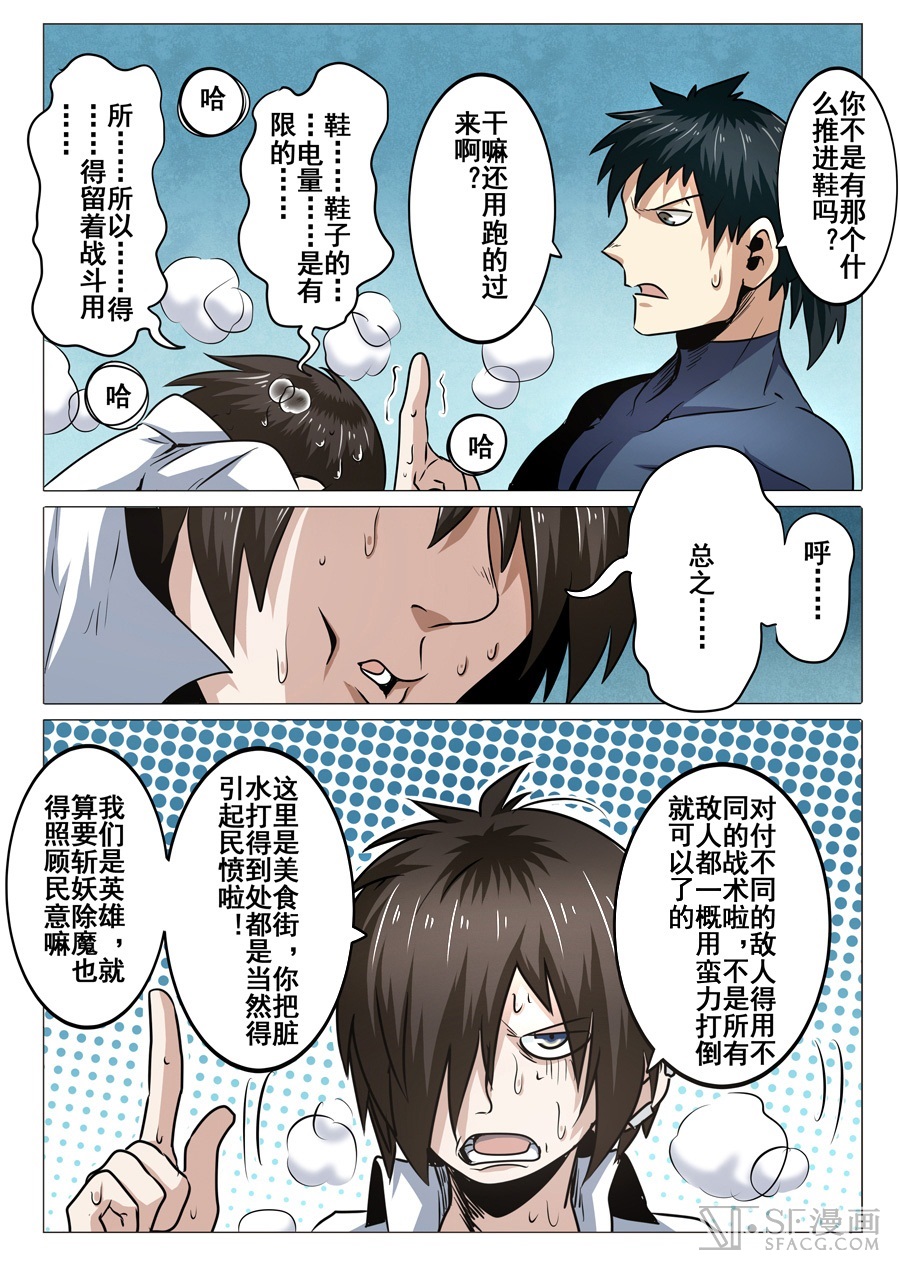 你不是有那个什
么推进鞋吗？
干嘛还用跑的过
来啊？
哈
鞋……鞋子的…
…电量……是有
限的……
哈
所……所以……得
……得留着战斗用
……
哈
呼……
总之……
对付不同的敌人得用不
同的战术啦，不是所有
敌人都一概用蛮力打倒
就可以了的
这里是美食街，你把脏
水打得到处都是当然得
引起民愤啦！
我们是英雄，就
算要斩妖除魔也
得照顾民意嘛
SF漫画
SFACG.COM